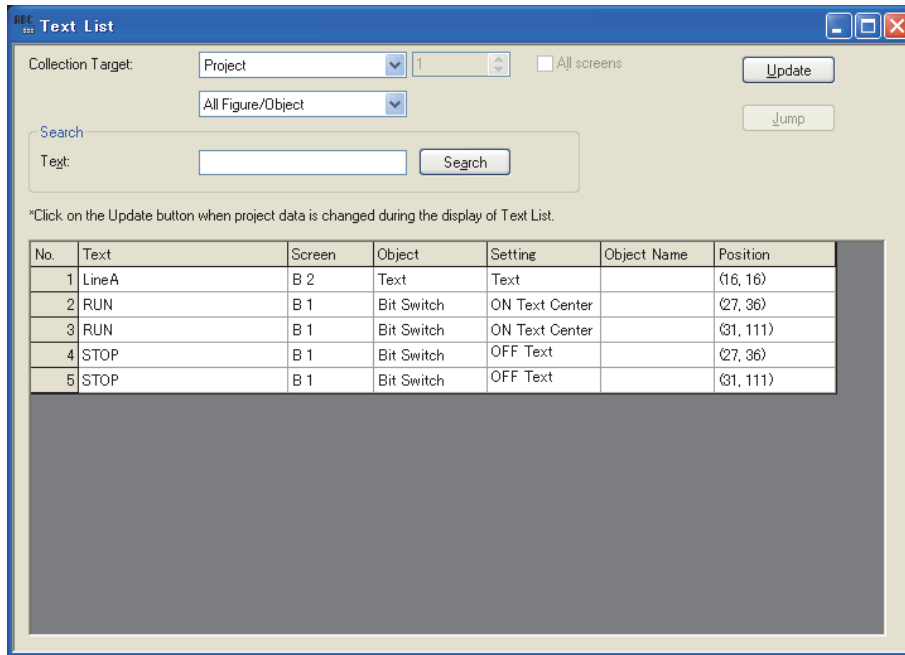 ABC Text List
Collection Target: Project 1 All screens Update
All Figure/Object Jump
Search
Text: Search
*Click on the Update button when project data is changed during the display of Text List.
No. Text Screen Object Setting Object Name Position
1 LineA B 2 Text Text (16, 16)
2 RUN B 1 Bit Switch ON Text Center (27, 36)
3 RUN B 1 Bit Switch ON Text Center (31, 111)
4 STOP B 1 Bit Switch OFF Text (27, 36)
5 STOP B 1 Bit Switch OFF Text (31, 111)